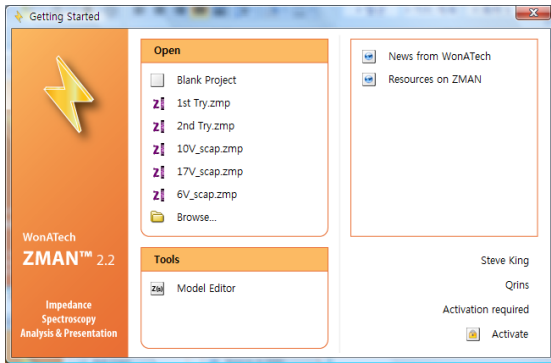 Getting Started
Open
Blank Project
1st Try.zmp
2nd Try.zmp
10V_scap.zmp
17V_scap.zmp
6V_scap.zmp
Browse...
News from WonATech
Resources on ZMAN
WonATech
ZMAN™ 2.2
Impedance
Spectroscopy
Analysis & Presentation
Tools
Z(s) Model Editor
Steve King
Qrins
Activation required
Activate